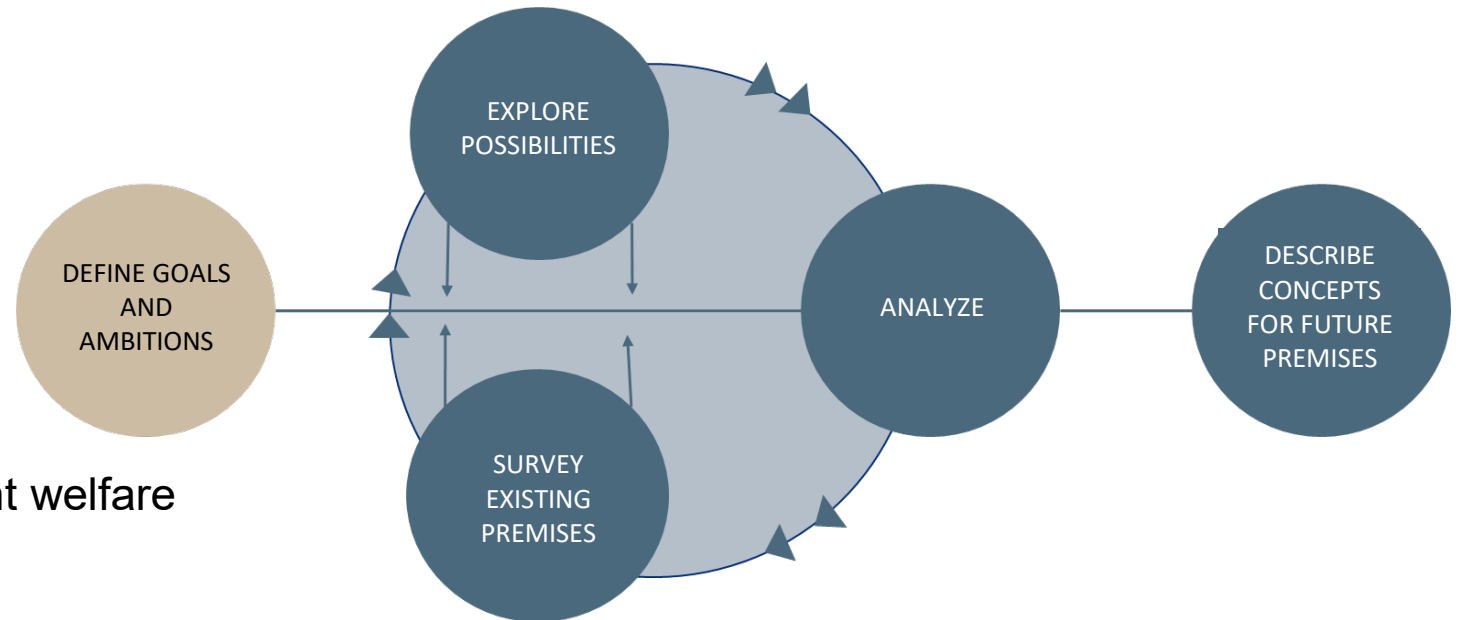 EXPLORE
POSSIBILITIES
DEFINE GOALS
AND
AMBITIONS
ANALYZE
DESCRIBE
CONCEPTS
FOR FUTURE
PREMISES
SURVEY
EXISTING
PREMISES
welfare